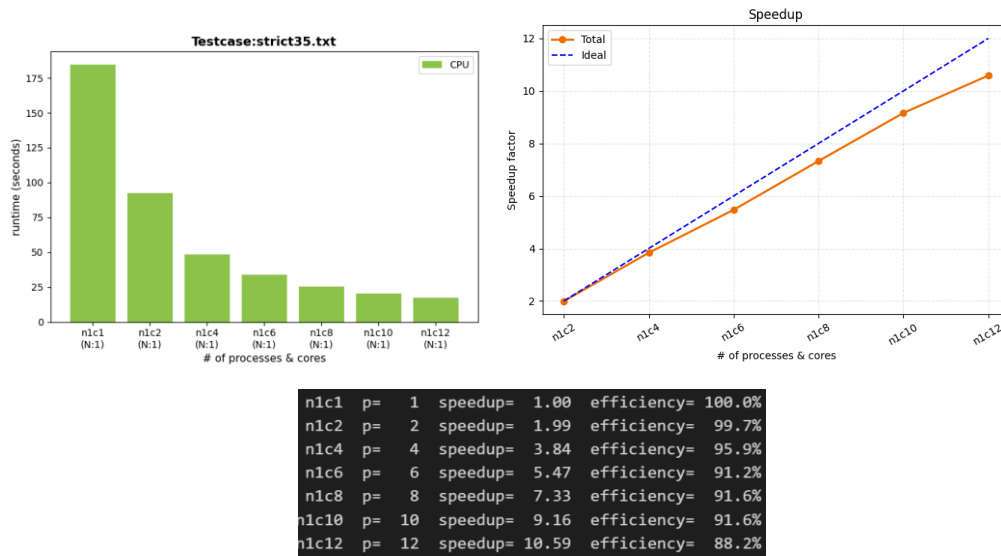 Testcase:strict35.txt
CPU
runtime (seconds)
175
150
125
100
75
50
25
0
n1c1 n1c2 n1c4 n1c6 n1c8 n1c10 n1c12
(N:1) (N:1) (N:1) (N:1) (N:1) (N:1) (N:1)
# of processes & cores
Speedup
Total
Ideal
Speedup factor
12
10
8
6
4
2
n1c2 n1c4 n1c6 n1c8 n1c10 n1c12
# of processes & cores
n1c1 p= 1 speedup= 1.00 efficiency= 100.0%
n1c2 p= 2 speedup= 1.99 efficiency= 99.7%
n1c4 p= 4 speedup= 3.84 efficiency= 95.9%
n1c6 p= 6 speedup= 5.47 efficiency= 91.2%
n1c8 p= 8 speedup= 7.33 efficiency= 91.6%
n1c10 p= 10 speedup= 9.16 efficiency= 91.6%
n1c12 p= 12 speedup= 10.59 efficiency= 88.2%